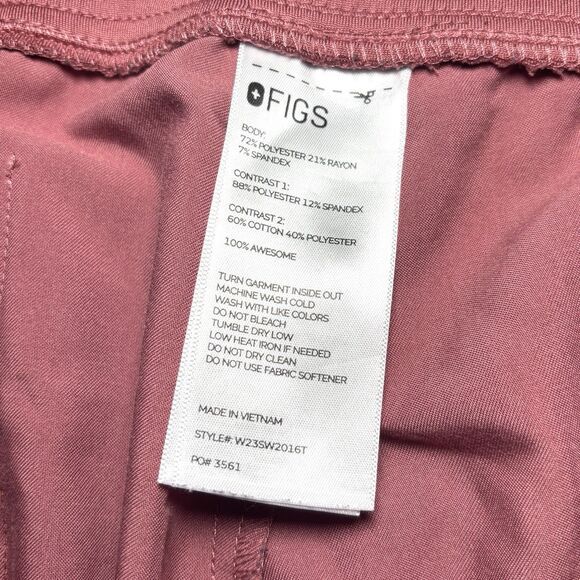 FIGS
BODY:
72% POLYESTER 21% RAYON
7% SPANDEX
CONTRAST 1:
88% POLYESTER 12% SPANDEX
CONTRAST 2:
60% COTTON 40% POLYESTER
100% AWESOME
TURN GARMENT INSIDE OUT
MACHINE WASH COLD
WASH WITH LIKE COLORS
DO NOT BLEACH
TUMBLE DRY LOW
LOW HEAT IRON IF NEEDED
DO NOT DRY CLEAN
DO NOT USE FABRIC SOFTENER
MADE IN VIETNAM
STYLE#: W23SW2016T
PO# 3561